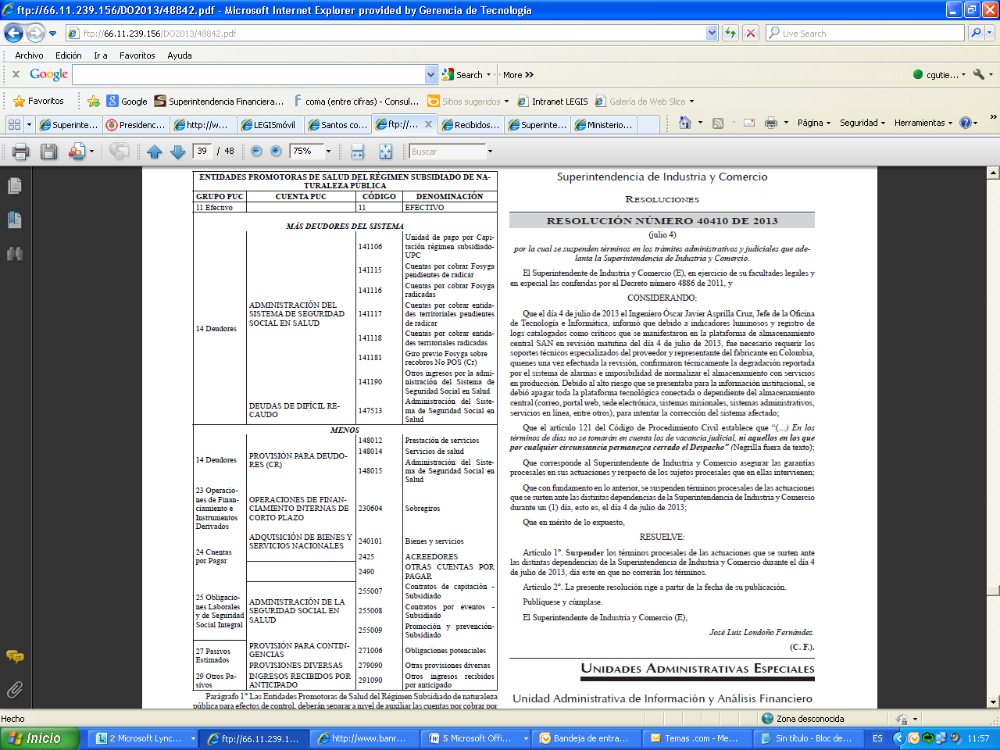 ftp://66.11.239.156/DO2013/48842.pdf - Microsoft Internet Explorer provided by Gerencia de Tecnología
ftp://66.11.239.156/DO2013/48842.pdf
Live Search
Archivo Edición Ir a Favoritos Ayuda
x Google Search More » cgutie...
Favoritos Google Superintendencia Financiera... coma (entre cifras) - Consul... Sitios sugeridos Intranet LEGIS Galería de Web Slice
Superinte... Presidenc... http://w... LEGISmóvil Santos co... ftp://... X Recibidos... Superinte... Ministerio... Página Seguridad Herramientas »
39 / 48 75% Buscar
ENTIDADES PROMOTORAS DE SALUD DEL RÉGIMEN SUBSIDIADO DE NA-
TURALEZA PÚBLICA
GRUPO PUC CUENTA PUC CÓDIGO DENOMINACIÓN
11 Efectivo 11 EFECTIVO
MÁS DEUDORES DEL SISTEMA
14 Deudores
ADMINISTRACIÓN DEL
SISTEMA DE SEGURIDAD
SOCIAL EN SALUD
141106 Unidad de pago por Capi-
tación régimen subsidiado-
UPC
141115 Cuentas por cobrar Fosyga
pendientes de radicar
141116 Cuentas por cobrar Fosyga
radicadas
141117 Cuentas por cobrar entida-
des territoriales pendientes
de radicar
141118 Cuentas por cobrar entida-
des territoriales radicadas
141181 Giro previo Fosyga sobre
recobros No POS (Cr)
141190 Otros ingresos por la admi-
nistración del Sistema de
Seguridad Social en Salud
DEUDAS DE DIFÍCIL RE-
CAUDO
147513 Administración del Siste-
ma de Seguridad Social en
Salud
MENOS
14 Deudores
PROVISIÓN PARA DEUDO-
RES (CR)
148012 Prestación de servicios
148014 Servicios de salud
148015 Administración del Siste-
ma de Seguridad Social en
Salud
23 Operacio-
nes de Finan-
ciamiento e
Instrumentos
Derivados
OPERACIONES DE FINAN-
CIAMIENTO INTERNAS DE
CORTO PLAZO
230604 Sobregiros
24 Cuentas
por Pagar
ADQUISICIÓN DE BIENES Y
SERVICIOS NACIONALES
240101 Bienes y servicios
2425 ACREEDORES
2490 OTRAS CUENTAS POR
PAGAR
25 Obligacio-
nes Laborales
y de Seguridad
Social Integral
ADMINISTRACIÓN DE LA
SEGURIDAD SOCIAL EN
SALUD
255007 Contratos de capitación -
Subsidiado
255008 Contratos por eventos -
Subsidiado
255009 Promoción y prevención-
Subsidiado
27 Pasivos
Estimados
PROVISIÓN PARA CONTIN-
GENCIAS
271006 Obligaciones potenciales
PROVISIONES DIVERSAS 279090 Otras provisiones diversas
29 Otros Pa-
sivos
INGRESOS RECIBIDOS POR
ANTICIPADO
291090 Otros ingresos recibidos
por anticipado
Parágrafo 1° Las Entidades Promotoras de Salud del Régimen Subsidiado de naturaleza
pública para efectos de control, deberán separar a nivel de auxiliar las cuentas por cobrar por
Superintendencia de Industria y Comercio
RESOLUCIONES
RESOLUCIÓN NÚMERO 40410 DE 2013
(julio 4)
por la cual se suspenden términos en los trámites administrativos y judiciales que ade-
lanta la Superintendencia de Industria y Comercio.
El Superintendente de Industria y Comercio (E), en ejercicio de su facultades legales y
en especial las conferidas por el Decreto número 4886 de 2011, y
CONSIDERANDO:
Que el día 4 de julio de 2013 el Ingeniero Óscar Javier Asprilla Cruz, Jefe de la Oficina
de Tecnología e Informática, informó que debido a indicadores luminosos y registro de
logs catalogados como críticos que se manifestaron en la plataforma de almacenamiento
central SAN en revisión matutina del día 4 de julio de 2013, fue necesario requerir los
soportes técnicos especializados del proveedor y representante del fabricante en Colombia,
quienes una vez efectuada la revisión, confirmaron técnicamente la degradación reportada
por el sistema de alarmas e imposibilidad de normalizar el almacenamiento con servicios
en producción. Debido al alto riesgo que se presentaba para la información institucional, se
debió apagar toda la plataforma tecnológica conectada o dependiente del almacenamiento
central (correo, portal web, sede electrónica, sistemas misionales, sistemas administrativos,
servicios en línea, entre otros), para intentar la corrección del sistema afectado;
Que el artículo 121 del Código de Procedimiento Civil establece que “(...) En los
términos de días no se tomarán en cuenta los de vacancia judicial, ni aquellos en los que
por cualquier circunstancia permanezca cerrado el Despacho” (Negrilla fuera de texto);
Que corresponde al Superintendente de Industria y Comercio asegurar las garantías
procesales en sus actuaciones y respecto de los sujetos procesales que en ellas intervienen;
Que con fundamento en lo anterior, se suspenden términos procesales de las actuaciones
que se surten ante las distintas dependencias de la Superintendencia de Industria y Comercio
durante un (1) día, esto es, el día 4 de julio de 2013;
Que en mérito de lo expuesto,
RESUELVE:
Artículo 1°. Suspender los términos procesales de las actuaciones que se surten ante
las distintas dependencias de la Superintendencia de Industria y Comercio durante el día 4
de julio de 2013, día este en que no correrán los términos.
Artículo 2°. La presente resolución rige a partir de la fecha de su publicación.
Publíquese y cúmplase.
El Superintendente de Industria y Comercio (E),
José Luis Londoño Fernández.
(C. F.).
UNIDADES ADMINISTRATIVAS ESPECIALES
Unidad Administrativa de Información y Análisis Financiero
Hecho Zona desconocida
Inicio 2 Microsoft Lync... ftp://66.11.239.1... http://www.banr... 5 Microsoft Offi... Bandeja de entra... Temas .com - Me... Sin título - Bloc de... ES 11:57